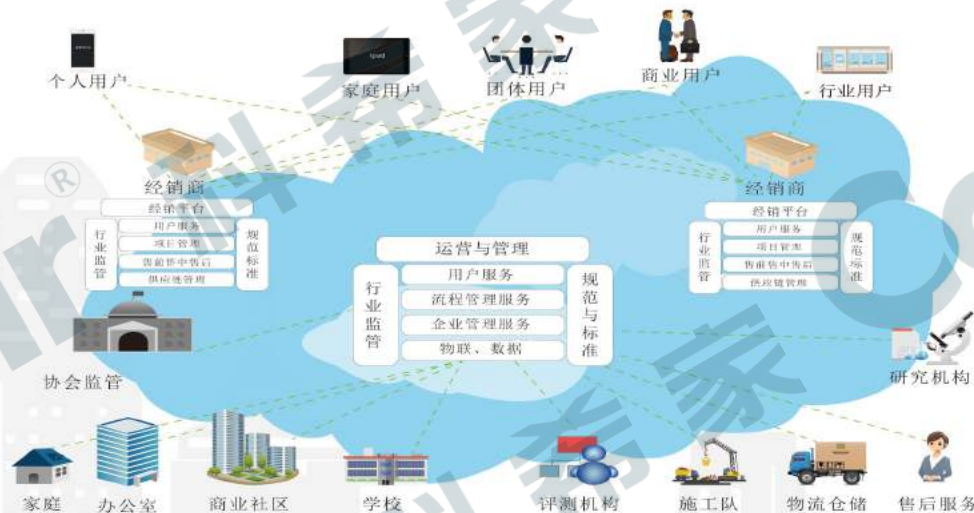 个人用户
家庭用户
团体用户
商业用户
行业用户
经销商
经销平台
行业监管
用户服务
项目管理
售前售中售后
供应链管理
规范标准
经销商
经销平台
行业监管
用户服务
项目管理
售前售中售后
供应链管理
规范标准
运营与管理
行业监管
用户服务
流程管理服务
企业管理服务
物联、数据
规范与标准
协会监管
研究机构
家庭
办公室
商业社区
学校
评测机构
施工队
物流仓储
售后服务
科希家
科希家
®